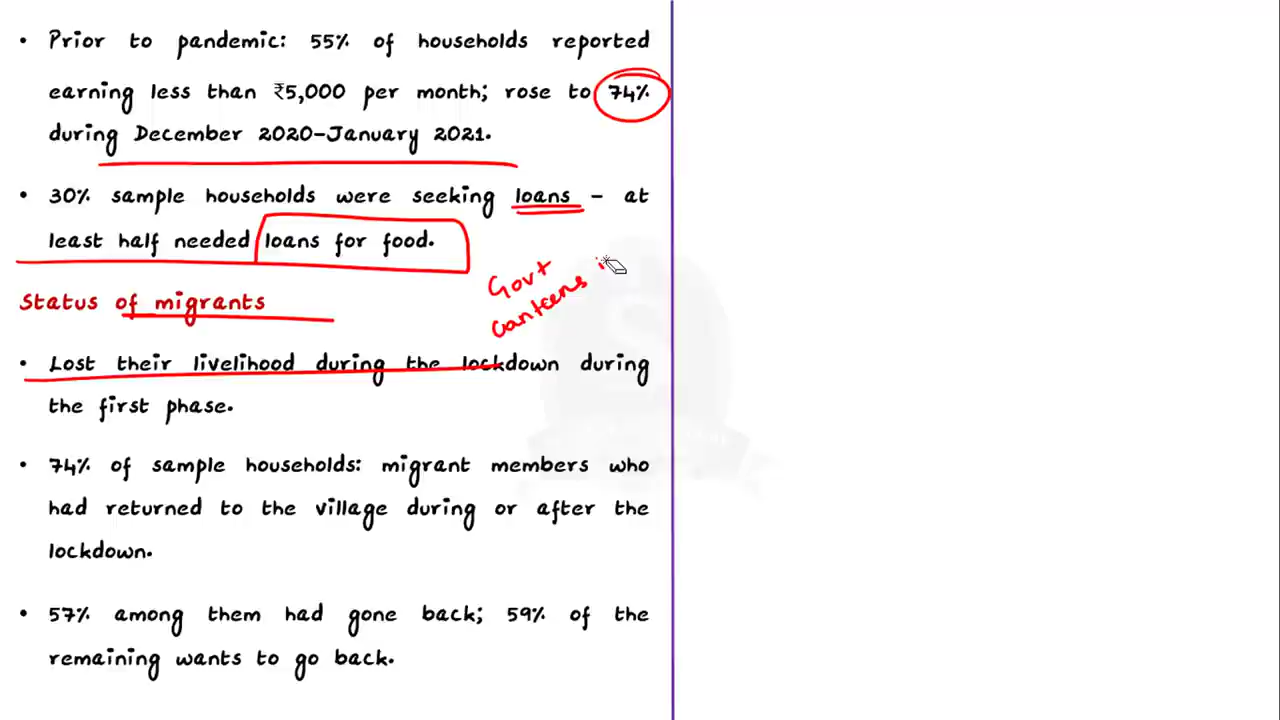 • Prior to pandemic: 55% of households reported
earning less than ₹5,000 per month; rose to 74%
during December 2020-January 2021.
• 30% sample households were seeking loans - at
least half needed loans for food.
Govt
canteens
Status of migrants
• Lost their livelihood during the lockdown during
the first phase.
• 74% of sample households: migrant members who
had returned to the village during or after the
lockdown.
• 57% among them had gone back; 59% of the
remaining wants to go back.